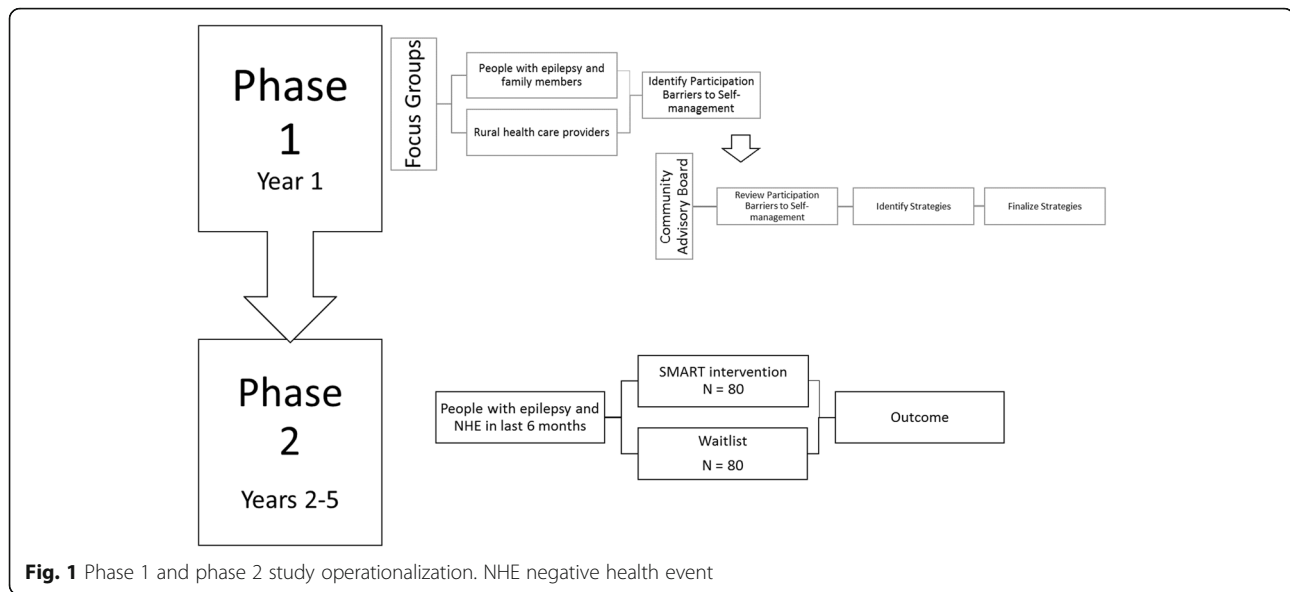 Phase
1
Year 1
Focus Groups
People with epilepsy and
family members
Rural health care providers
Identify Participation
Barriers to Self-
management
Community
Advisory Board
Review Participation
Barriers to Self-
management
Identify Strategies
Finalize Strategies
Phase
2
Years 2-5
People with epilepsy and
NHE in last 6 months
SMART intervention
N = 80
Waitlist
N = 80
Outcome
Fig. 1 Phase 1 and phase 2 study operationalization. NHE negative health event